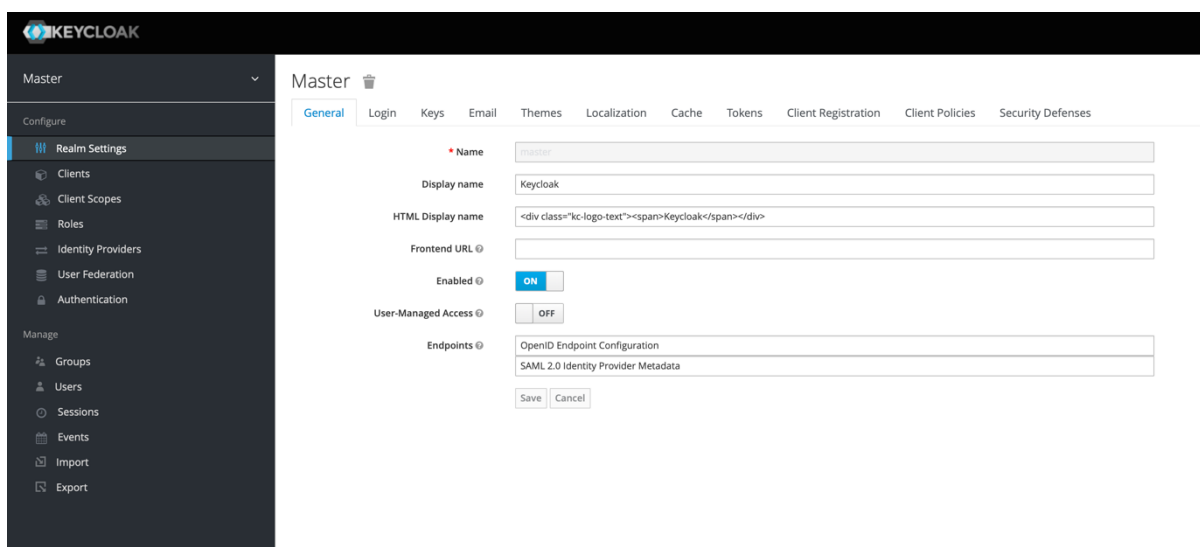 KEYCLOAK
Master
Configure
Realm Settings
Clients
Client Scopes
Roles
Identity Providers
User Federation
Authentication
Manage
Groups
Users
Sessions
Events
Import
Export
Master
General Login Keys Email Themes Localization Cache Tokens Client Registration Client Policies Security Defenses
* Name master
Display name Keycloak
HTML Display name <div class="kc-logo-text"><span>Keycloak</span></div>
Frontend URL
Enabled ON
User-Managed Access OFF
Endpoints OpenID Endpoint Configuration
SAML 2.0 Identity Provider Metadata
Save Cancel